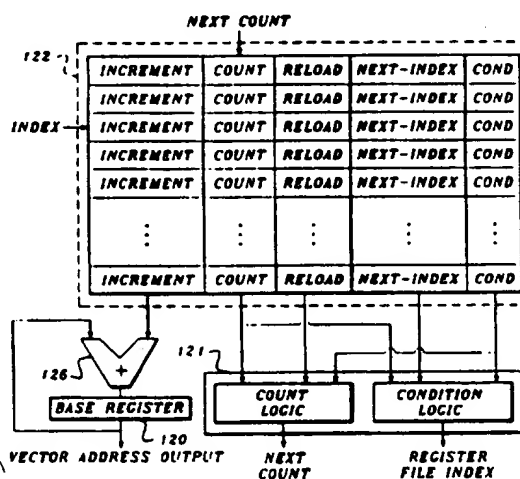 NEXT COUNT
122
INCREMENT COUNT RELOAD NEXT-INDEX COND
INCREMENT COUNT RELOAD NEXT-INDEX COND
INDEX INCREMENT COUNT RELOAD NEXT-INDEX COND
INCREMENT COUNT RELOAD NEXT-INDEX COND
INCREMENT COUNT RELOAD NEXT-INDEX COND
INCREMENT COUNT RELOAD NEXT-INDEX COND
121
+
126
COUNT LOGIC
CONDITION LOGIC
BASE REGISTER
120
VECTOR ADDRESS OUTPUT
NEXT COUNT
REGISTER FILE INDEX